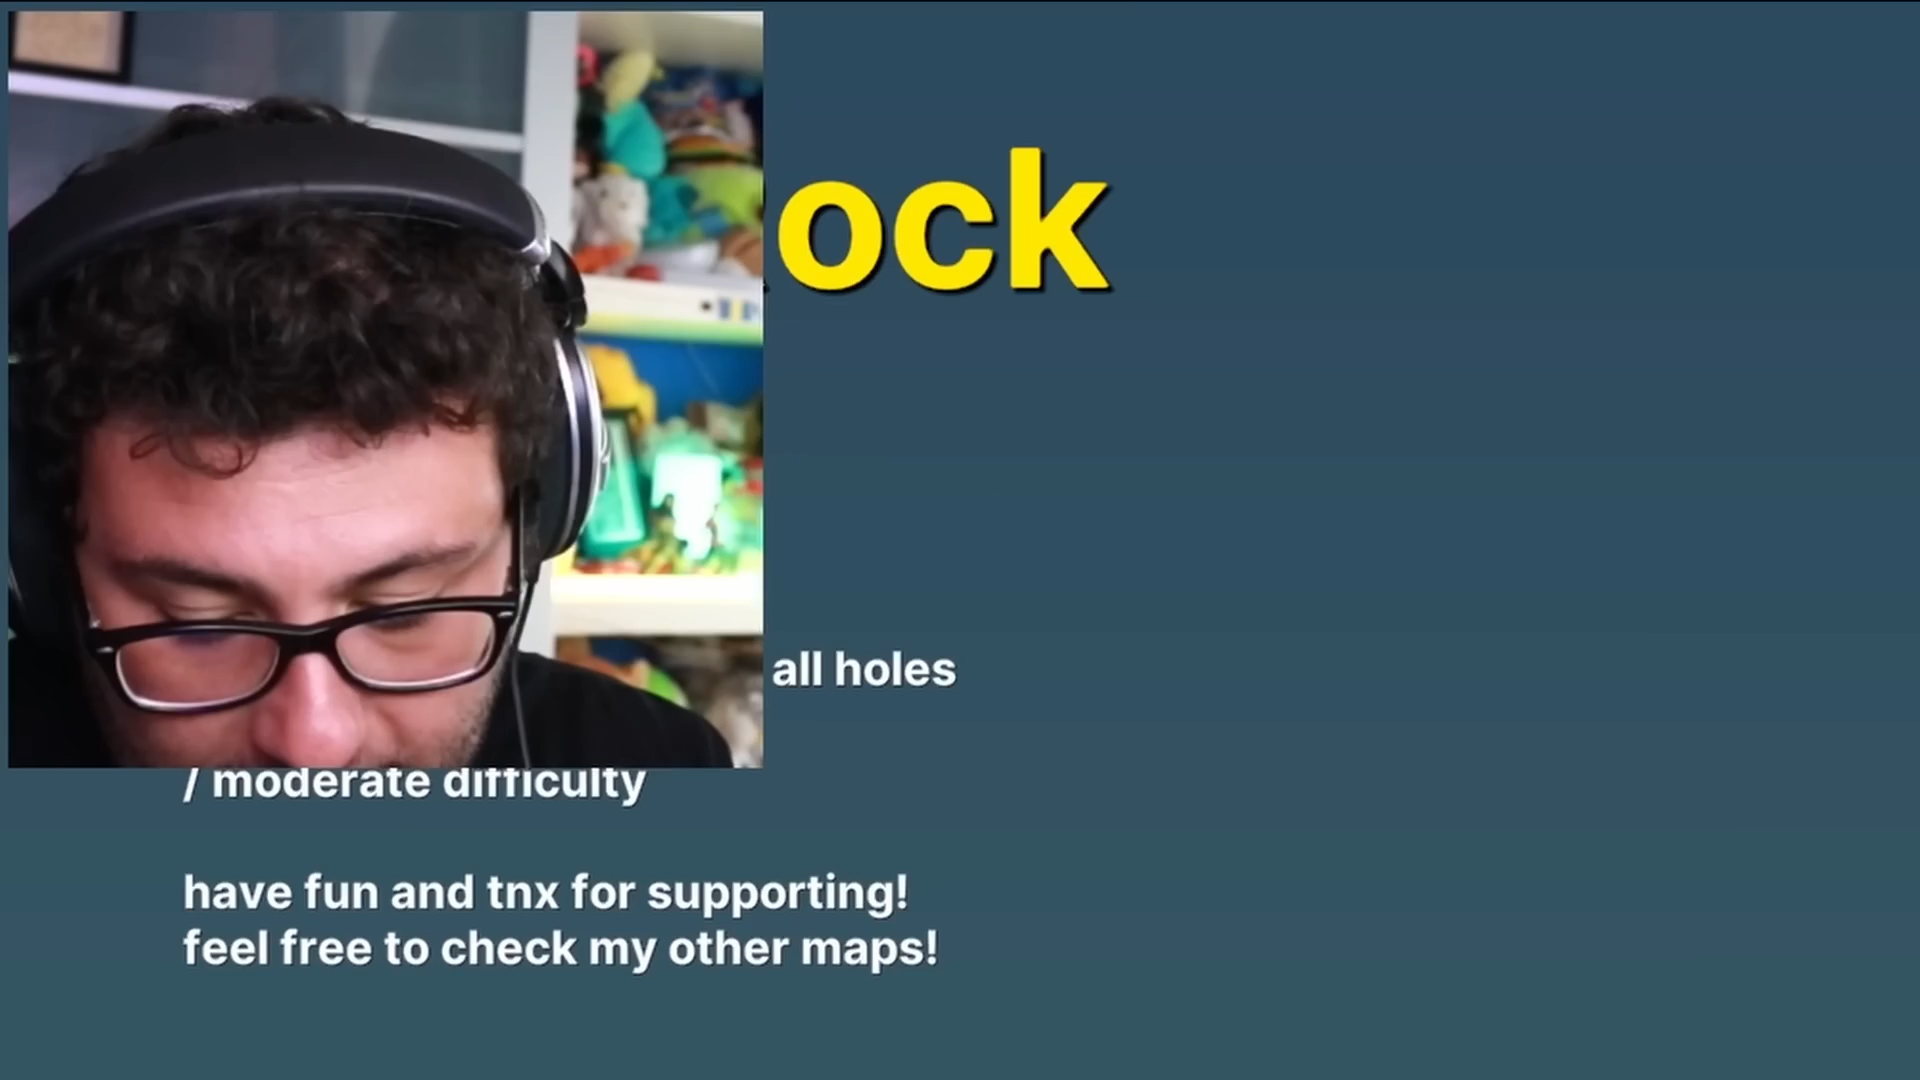 ock
all holes
/ moderate difficulty
have fun and tnx for supporting!
feel free to check my other maps!